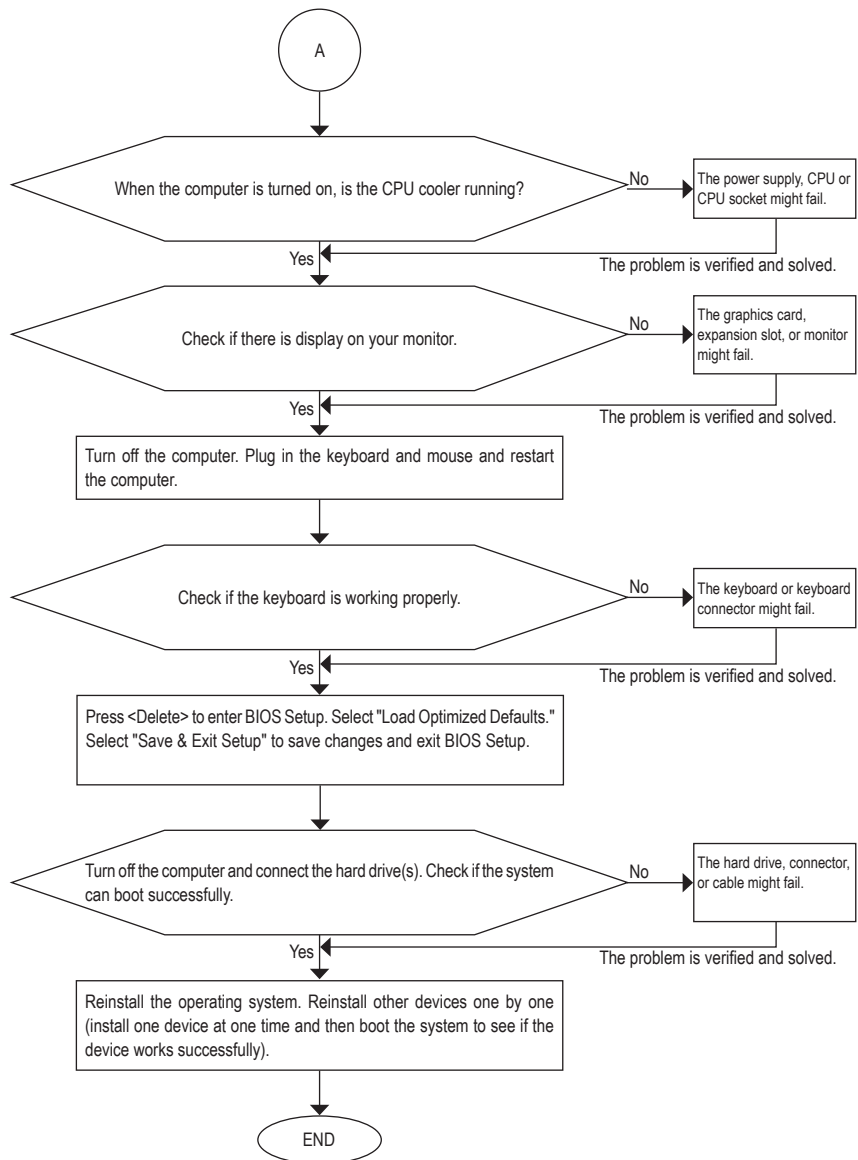 A
When the computer is turned on, is the CPU cooler running?
No
The power supply, CPU or
CPU socket might fail.
Yes
The problem is verified and solved.
Check if there is display on your monitor.
No
The graphics card,
expansion slot, or monitor
might fail.
Yes
The problem is verified and solved.
Turn off the computer. Plug in the keyboard and mouse and restart
the computer.
Check if the keyboard is working properly.
No
The keyboard or keyboard
connector might fail.
Yes
The problem is verified and solved.
Press <Delete> to enter BIOS Setup. Select "Load Optimized Defaults."
Select "Save & Exit Setup" to save changes and exit BIOS Setup.
Turn off the computer and connect the hard drive(s). Check if the system
can boot successfully.
No
The hard drive, connector,
or cable might fail.
Yes
The problem is verified and solved.
Reinstall the operating system. Reinstall other devices one by one
(install one device at one time and then boot the system to see if the
device works successfully).
END